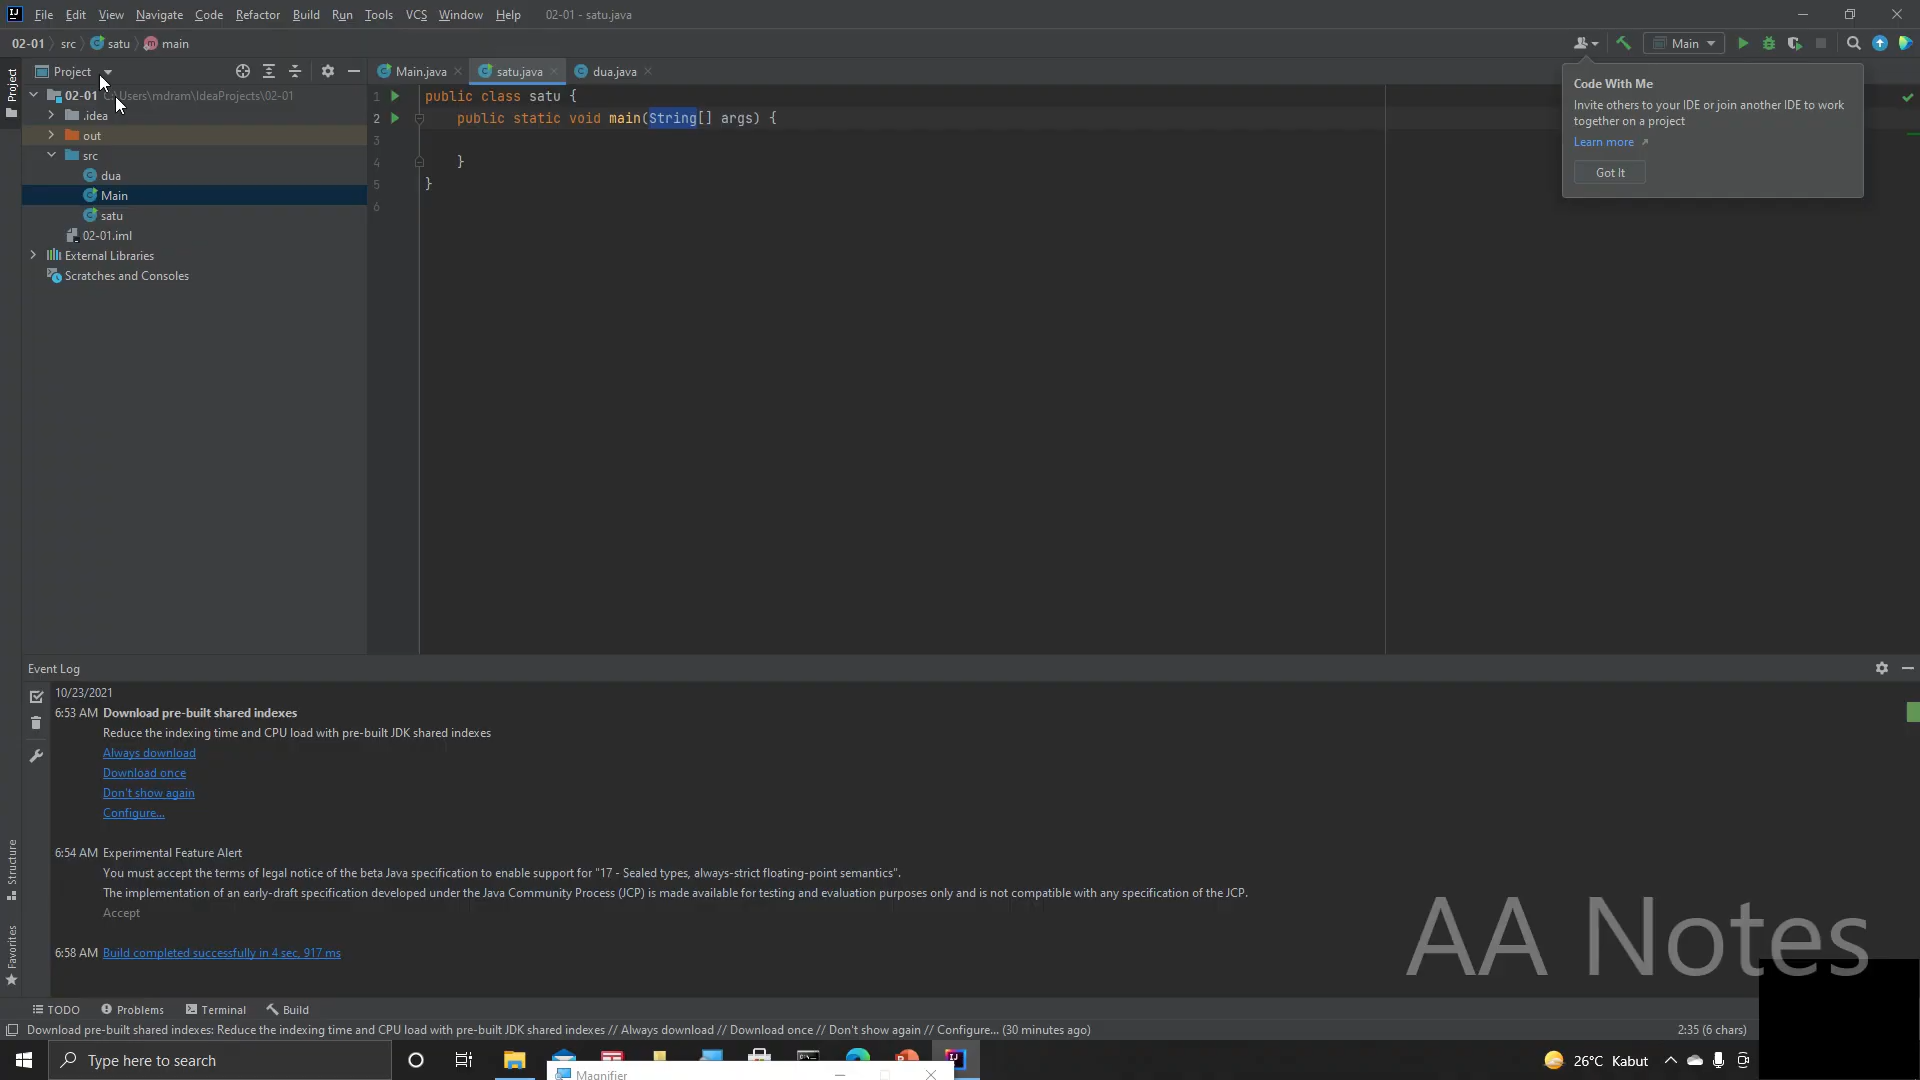 File Edit View Navigate Code Refactor Build Run Tools VCS Window Help 02-01 - satu.java
02-01 src satu main
Main
Project
Project
Main.java satu.java dua.java
02-01 C:\Users\mdram\IdeaProjects\02-01
.idea
out
src
dua
Main
satu
02-01.iml
External Libraries
Scratches and Consoles
1 public class satu {
2 public static void main(String[] args) {
3
4 }
5 }
6
Code With Me
Invite others to your IDE or join another IDE to work
together on a project
Learn more
Got It
Event Log
10/23/2021
6:53 AM Download pre-built shared indexes
Reduce the indexing time and CPU load with pre-built JDK shared indexes
Always download
Download once
Don't show again
Configure...
6:54 AM Experimental Feature Alert
You must accept the terms of legal notice of the beta Java specification to enable support for "17 - Sealed types, always-strict floating-point semantics".
The implementation of an early-draft specification developed under the Java Community Process (JCP) is made available for testing and evaluation purposes only and is not compatible with any specification of the JCP.
Accept
6:58 AM Build completed successfully in 4 sec, 917 ms
Structure
Favorites
AA Notes
TODO Problems Terminal Build
Download pre-built shared indexes: Reduce the indexing time and CPU load with pre-built JDK shared indexes // Always download // Download once // Don't show again // Configure... (30 minutes ago)
2:35 (6 chars)
Type here to search
26°C Kabut
Magnifier